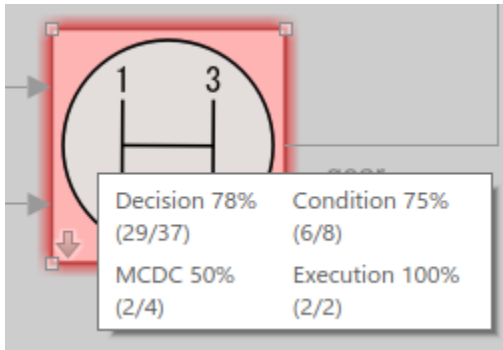 1 3
Decision 78% Condition 75%
(29/37) (6/8)
MCDC 50% Execution 100%
(2/4) (2/2)